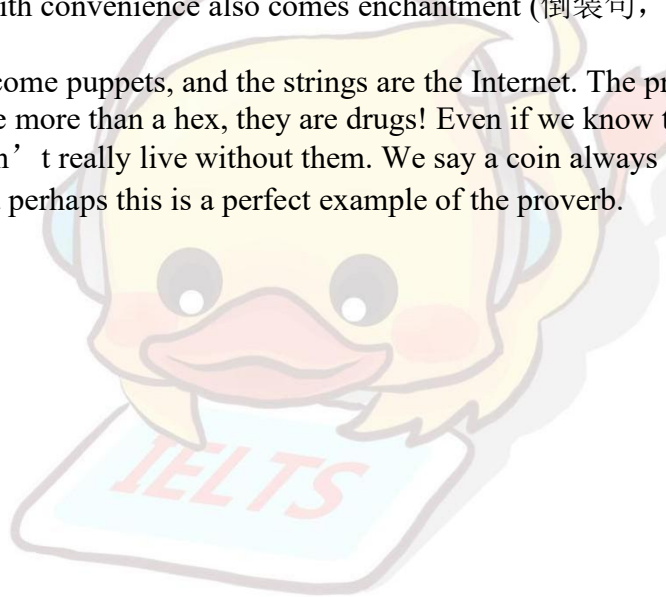 ith convenience also comes enchantment (倒装句,
come puppets, and the strings are the Internet. The pr
e more than a hex, they are drugs! Even if we know t
n’t really live without them. We say a coin always
perhaps this is a perfect example of the proverb.
IELTS